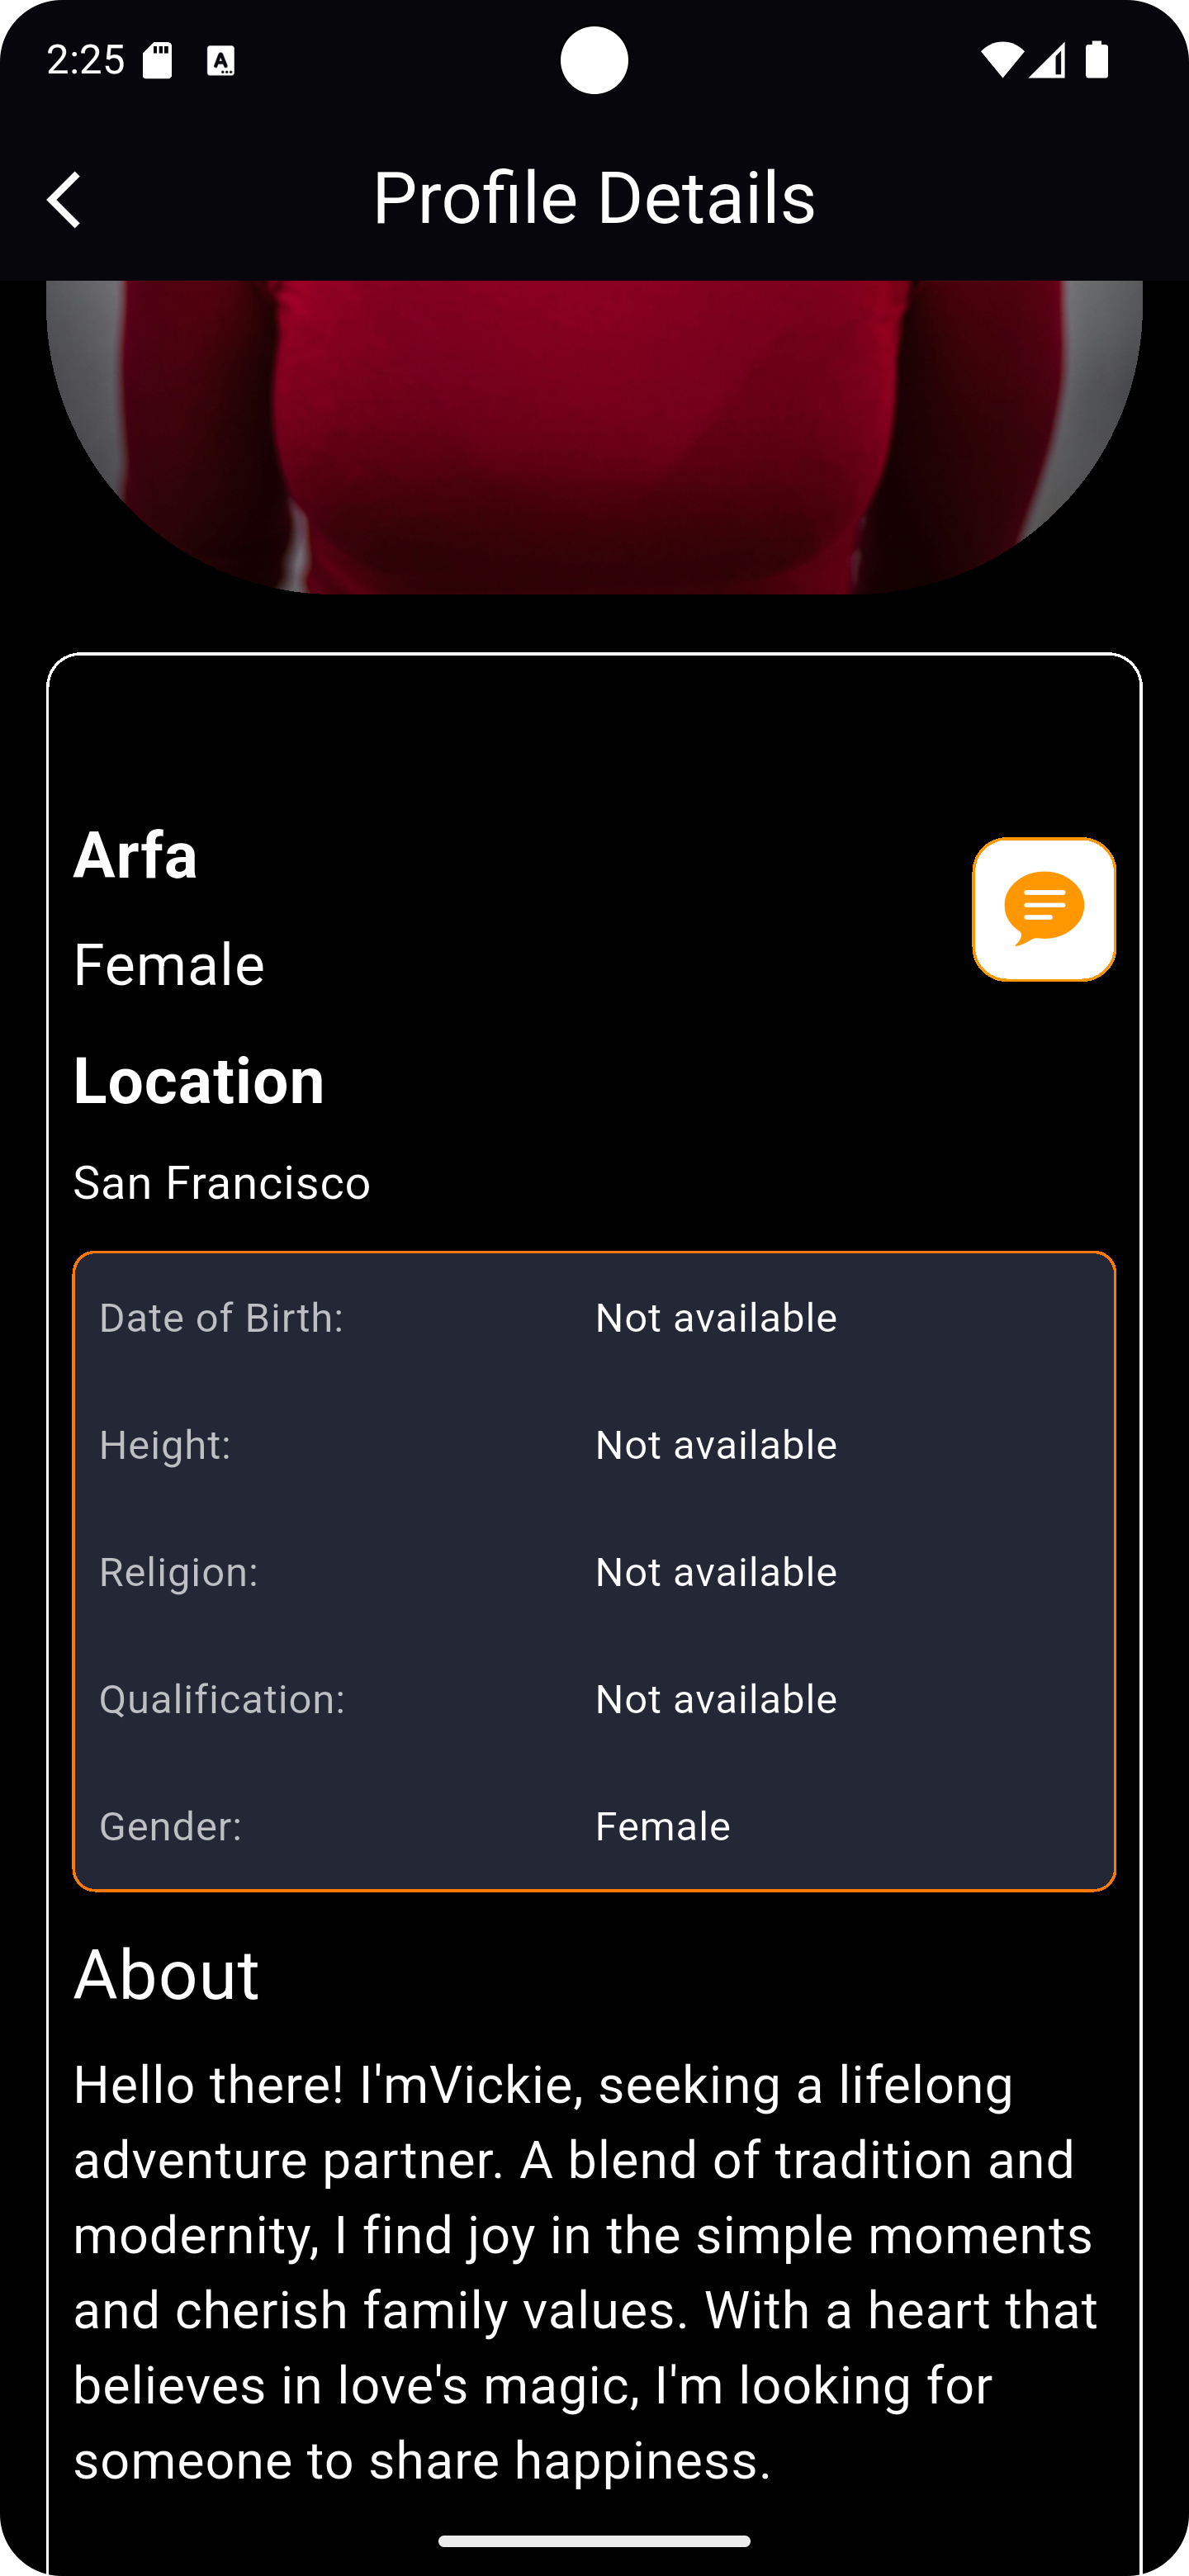 2:25
Profile Details
Arfa
Female
Location
San Francisco
Date of Birth: Not available
Height: Not available
Religion: Not available
Qualification: Not available
Gender: Female
About
Hello there! I'mVickie, seeking a lifelong
adventure partner. A blend of tradition and
modernity, I find joy in the simple moments
and cherish family values. With a heart that
believes in love's magic, I'm looking for
someone to share happiness.